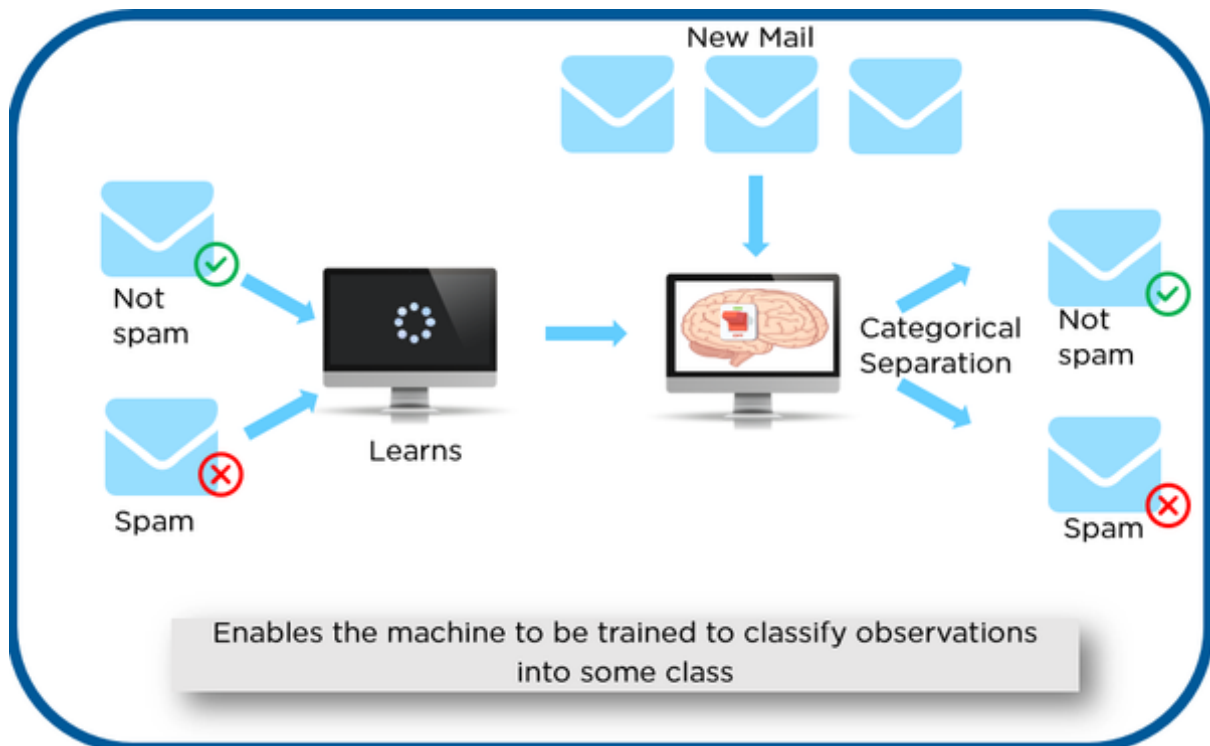 New Mail
Not
spam
Spam
Learns
Categorical
Separation
Not
spam
Spam
Enables the machine to be trained to classify observations
into some class